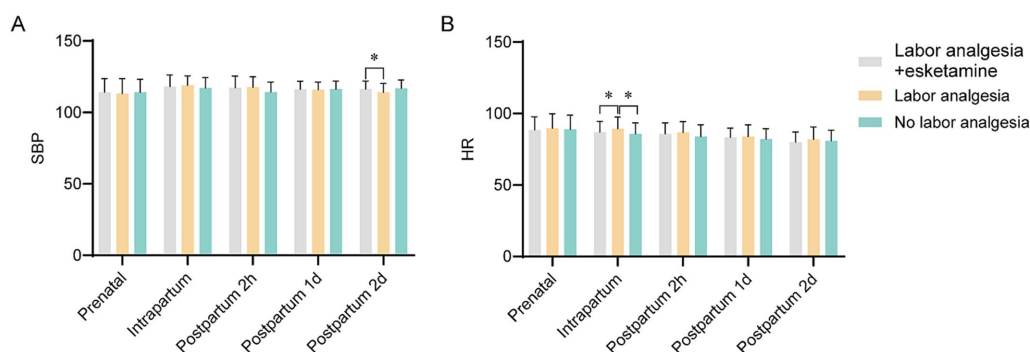 A
SBP
150
100
50
0
*
Prenatal
Intrapartum
Postpartum 2h
Postpartum 1d
Postpartum 2d
B
HR
150
100
50
0
* *
Prenatal
Intrapartum
Postpartum 2h
Postpartum 1d
Postpartum 2d
Labor analgesia
+esketamine
Labor analgesia
No labor analgesia